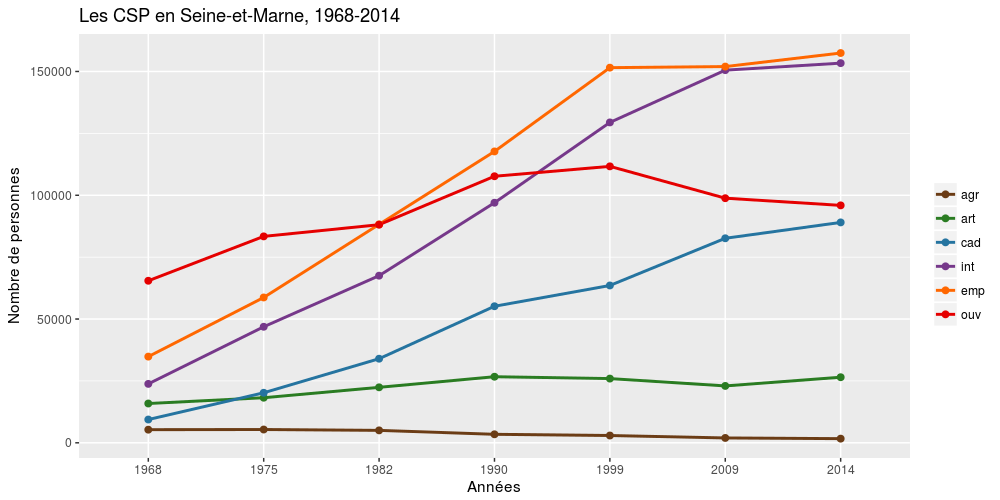 Les CSP en Seine-et-Marne, 1968-2014
Nombre de personnes
150000
100000
50000
0
1968 1975 1982 1990 1999 2009 2014
Années
agr
art
cad
int
emp
ouv